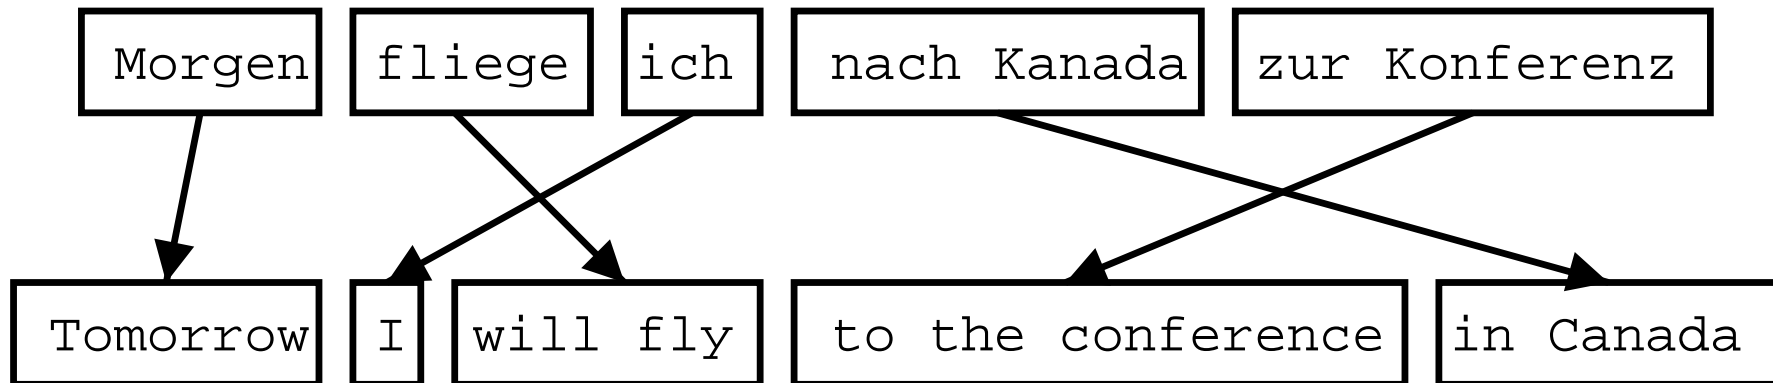 Morgen fliege ich nach Kanada zur Konferenz
Tomorrow I will fly to the conference in Canada